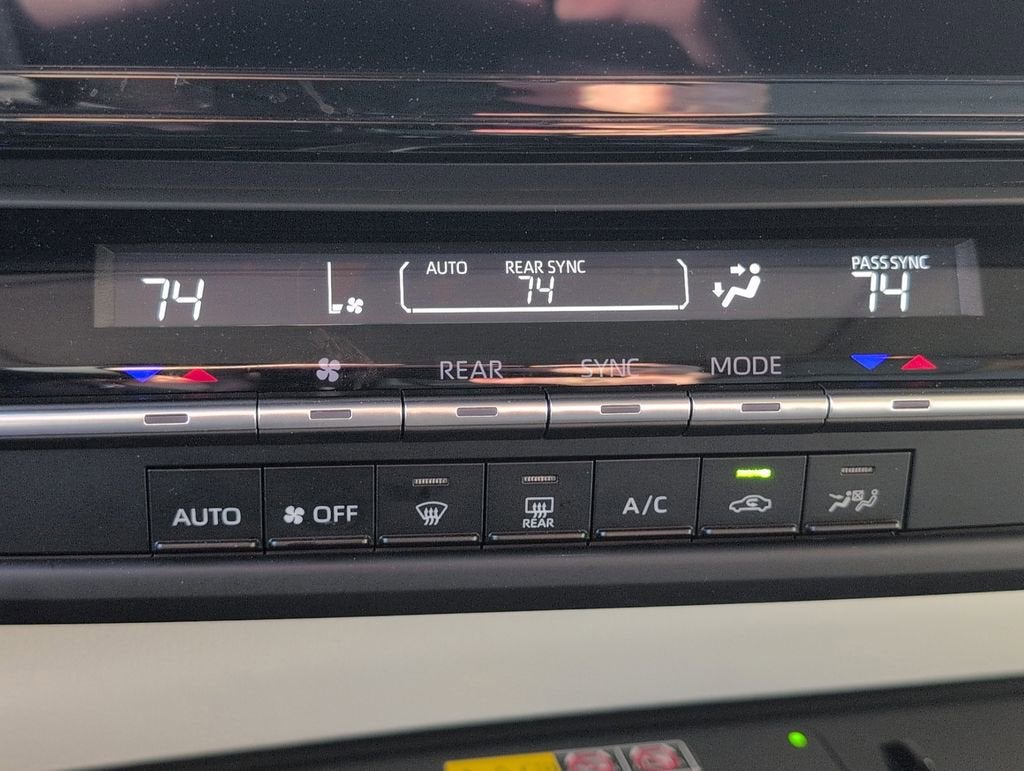 AUTO REAR SYNC PASS SYNC
74 74 74
REAR SYNC MODE
AUTO OFF A/C
REAR